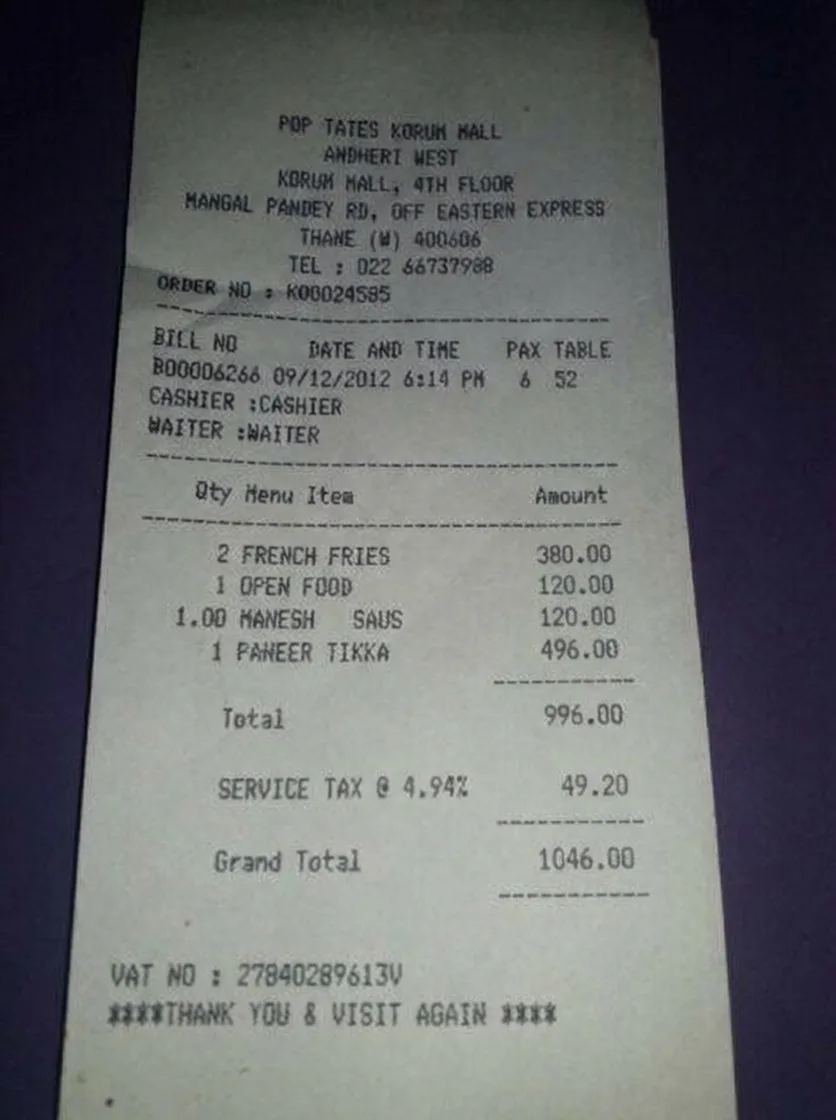 POP TATES KORUM MALL
ANDHERI WEST
KORUM MALL, 4TH FLOOR
MANGAL PANDEY RD, OFF EASTERN EXPRESS
THANE (W) 400606
TEL : 022 66737988
ORDER NO : K00024585
BILL NO DATE AND TIME PAX TABLE
B00006266 09/12/2012 6:14 PM 6 52
CASHIER :CASHIER
WAITER :WAITER
Qty Menu Item Amount
2 FRENCH FRIES 380.00
1 OPEN FOOD 120.00
1.00 MANESH SAUS 120.00
1 PANEER TIKKA 496.00
Total 996.00
SERVICE TAX @ 4.94% 49.20
Grand Total 1046.00
VAT NO : 27840289613V
****THANK YOU & VISIT AGAIN ****